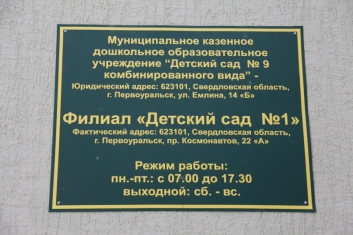 Муниципальное казенное
дошкольное образовательное
учреждение "Детский сад № 9
комбинированного вида" -
Юридический адрес: 623101, Свердловская область,
г. Первоуральск, ул. Емлина, 14 «Б»
Филиал «Детский сад №1»
Фактический адрес: 623101, Свердловская область,
г. Первоуральск, пр. Космонавтов, 22 «А»
Режим работы:
пн.-пт.: с 07.00 до 17.30
выходной: сб. - вс.